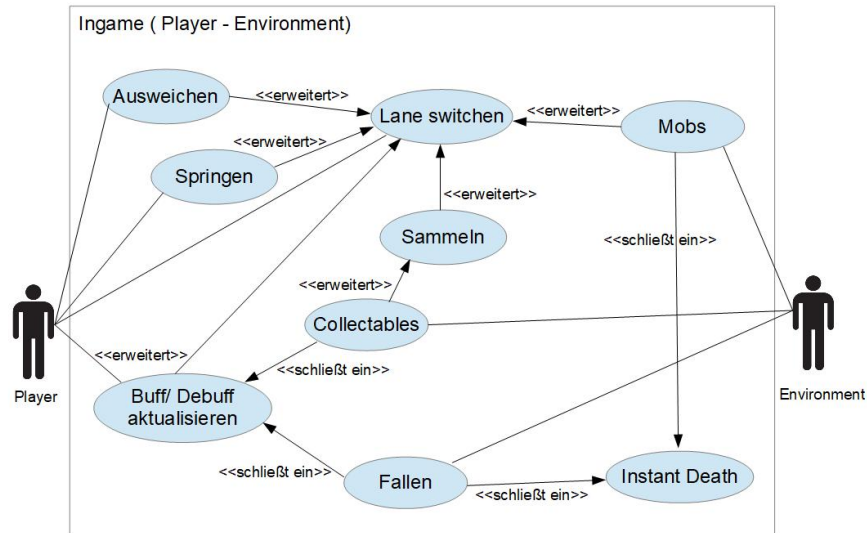 Ingame ( Player - Environment)
Ausweichen
<<erweitert>>
Lane switchen
<<erweitert>>
Mobs
<<erweitert>>
Springen
<<erweitert>>
Sammeln
<<schließt ein>>
<<erweitert>>
Collectables
<<erweitert>>
<<schließt ein>>
Player
Environment
Buff/ Debuff
aktualisieren
<<schließt ein>>
Fallen
<<schließt ein>>
Instant Death